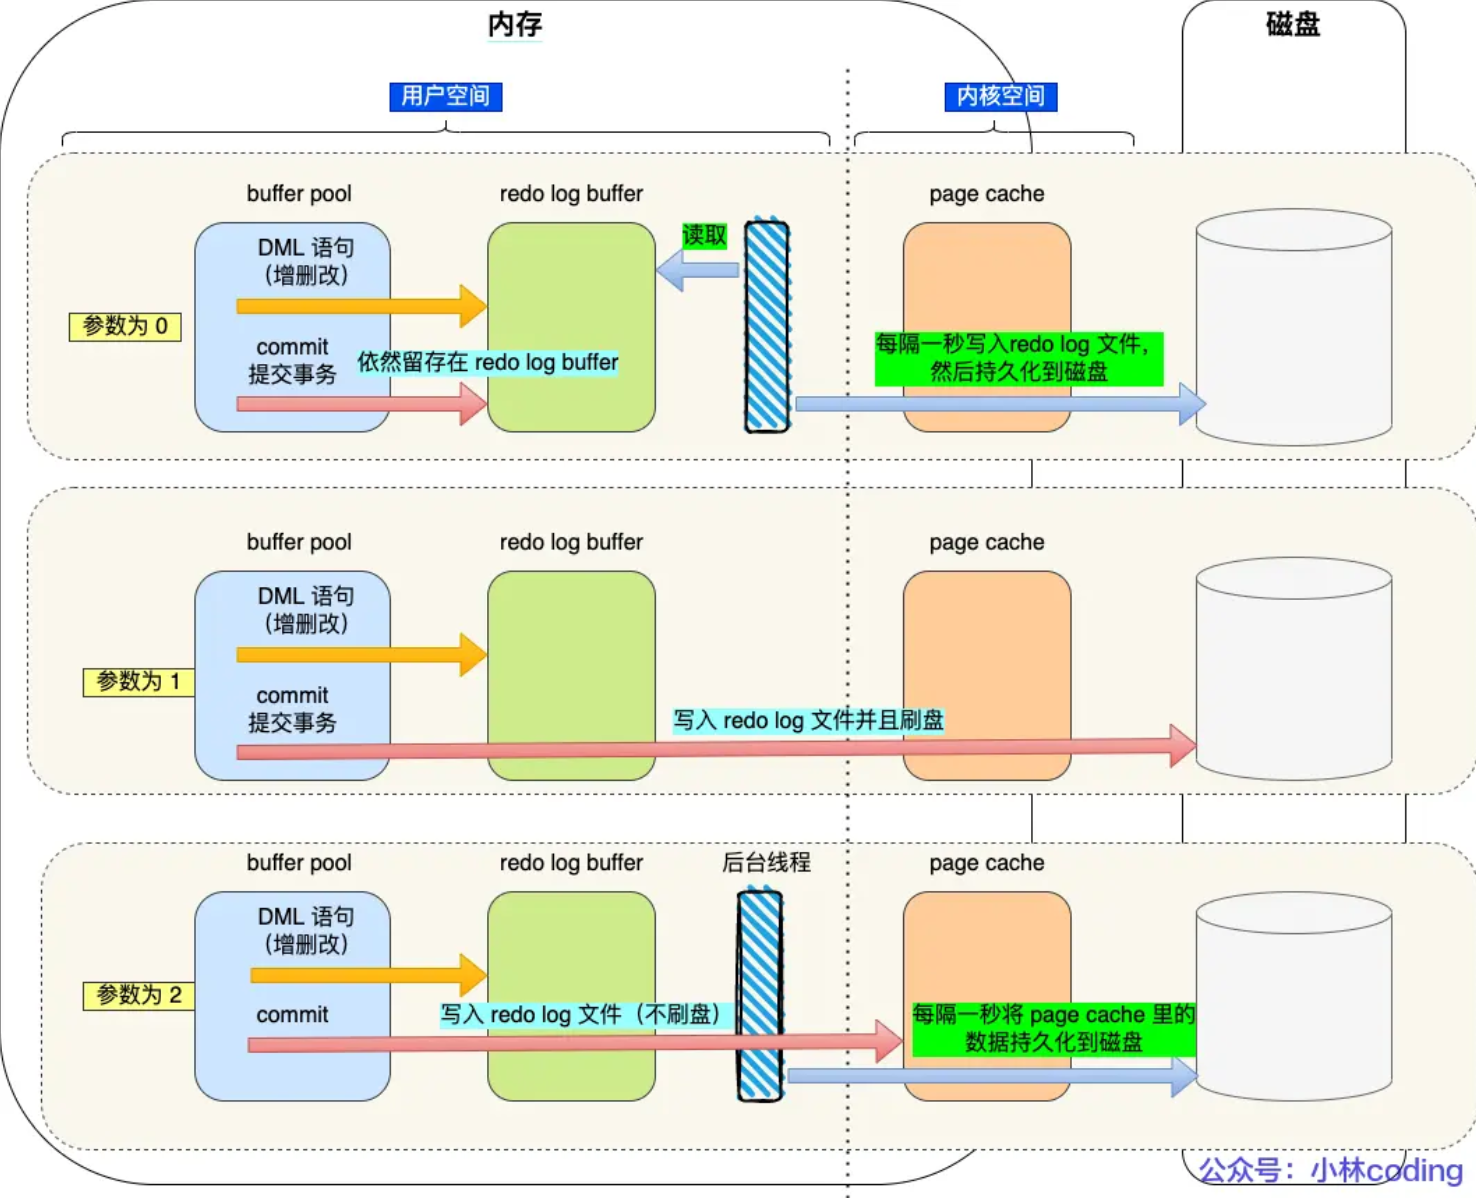 内存
磁盘
用户空间
内核空间
buffer pool
redo log buffer
page cache
DML 语句
（增删改）
读取
参数为 0
commit
提交事务
依然留存在 redo log buffer
每隔一秒写入redo log 文件，
然后持久化到磁盘
buffer pool
redo log buffer
page cache
DML 语句
（增删改）
参数为 1
commit
提交事务
写入 redo log 文件并且刷盘
buffer pool
redo log buffer
后台线程
page cache
DML 语句
（增删改）
参数为 2
commit
写入 redo log 文件（不刷盘）
每隔一秒将 page cache 里的
数据持久化到磁盘
公众号：小林coding